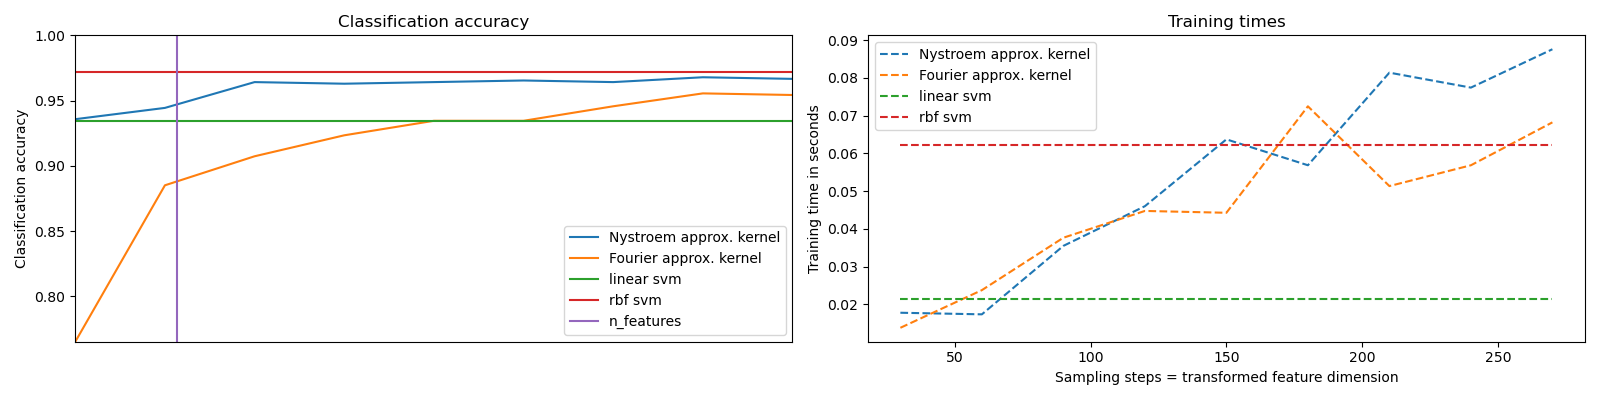 Classification accuracy
Classification accuracy
1.00
0.95
0.90
0.85
0.80
Nystroem approx. kernel
Fourier approx. kernel
linear svm
rbf svm
n_features
Training times
Training time in seconds
0.09
0.08
0.07
0.06
0.05
0.04
0.03
0.02
Nystroem approx. kernel
Fourier approx. kernel
linear svm
rbf svm
50
100
150
200
250
Sampling steps = transformed feature dimension